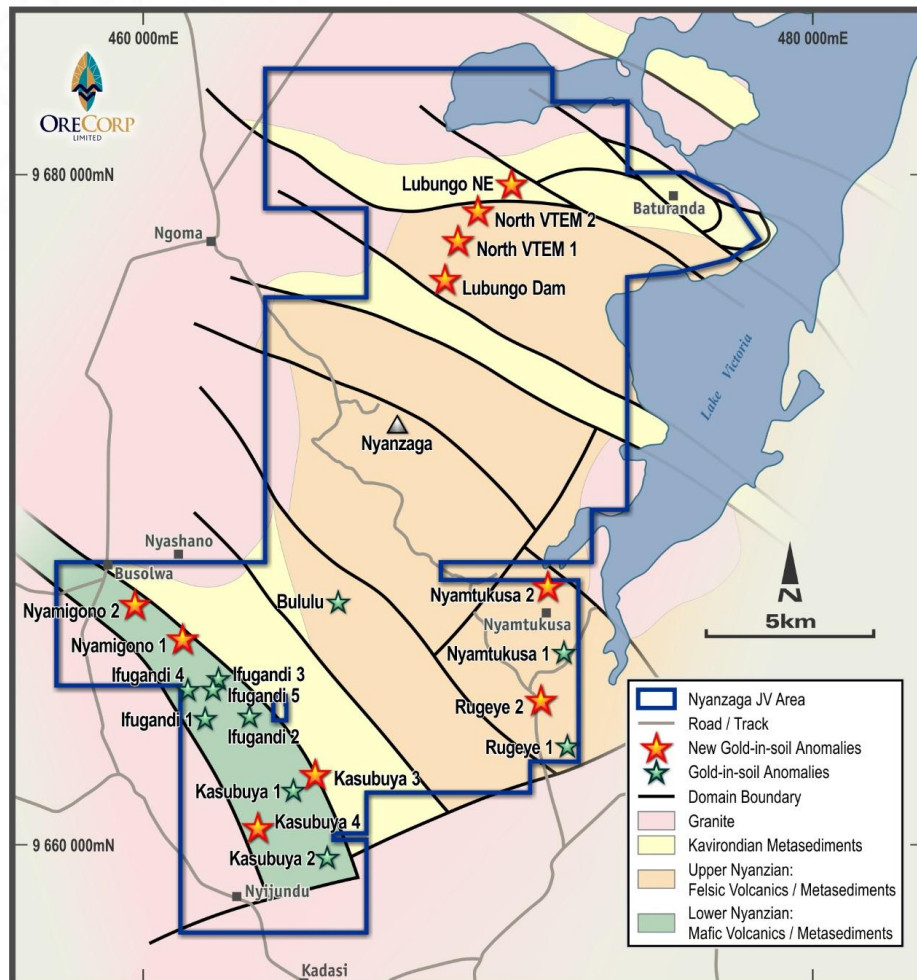 460 000mE
480 000mE
ORECORP
LIMITED
9 680 000mN
Lubungo NE
Baturanda
North VTEM 2
Ngoma
North VTEM 1
Lubungo Dam
Lake Victoria
Nyanzaga
Nyashano
Busolwa
N
5km
Nyamigono 2
Bululu
Nyamtukusa 2
Nyamtukusa
Nyamigono 1
Nyamtukusa 1
Ifugandi 4
Ifugandi 3
Ifugandi 5
Ifugandi 1
Ifugandi 2
Rugeye 2
Rugeye 1
Kasubuya 3
Kasubuya 1
Kasubuya 4
9 660 000mN
Kasubuya 2
Nyijundu
Kadasi
Nyanzaga JV Area
Road / Track
New Gold-in-soil Anomalies
Gold-in-soil Anomalies
Domain Boundary
Granite
Kavirondian Metasediments
Upper Nyanzian:
Felsic Volcanics / Metasediments
Lower Nyanzian:
Mafic Volcanics / Metasediments